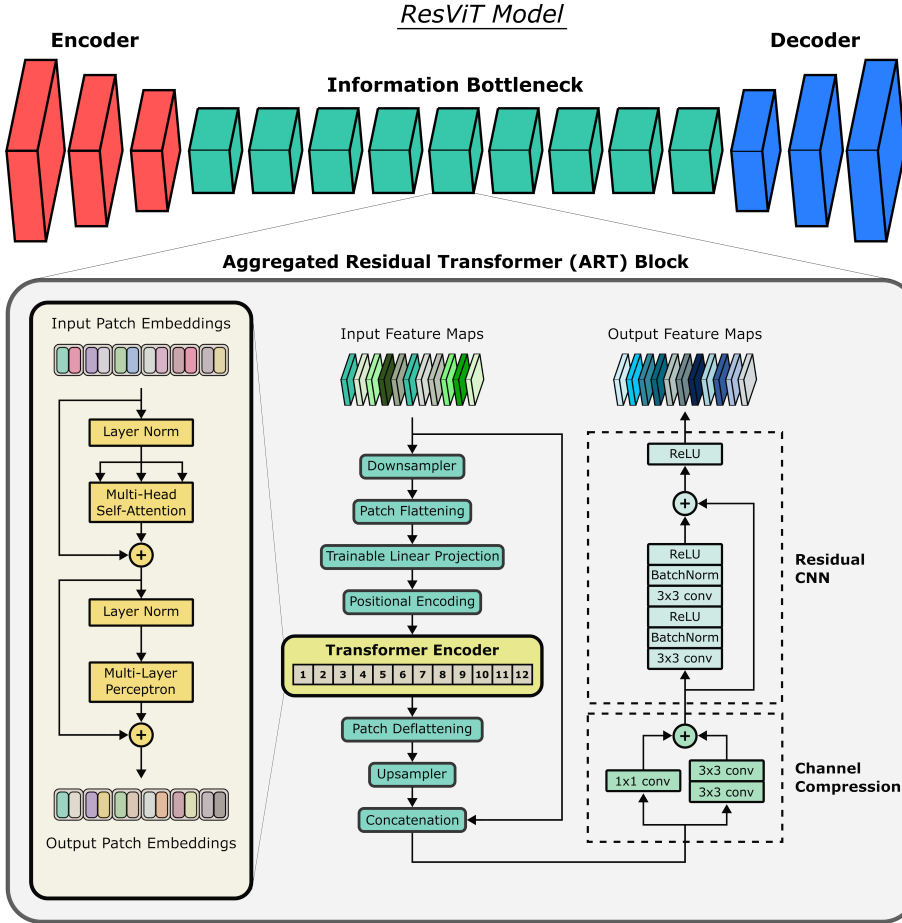 ResViT Model
Encoder
Decoder
Information Bottleneck
Aggregated Residual Transformer (ART) Block
Input Patch Embeddings
Layer Norm
Multi-Head
Self-Attention
+
Layer Norm
Multi-Layer
Perceptron
+
Output Patch Embeddings
Input Feature Maps
Downsampler
Patch Flattening
Trainable Linear Projection
Positional Encoding
Transformer Encoder
1 2 3 4 5 6 7 8 9 10 11 12
Patch Deflattening
Upsampler
Concatenation
Output Feature Maps
ReLU
+
ReLU
BatchNorm
3x3 conv
ReLU
BatchNorm
3x3 conv
Residual
CNN
+
1x1 conv
3x3 conv
3x3 conv
Channel
Compression